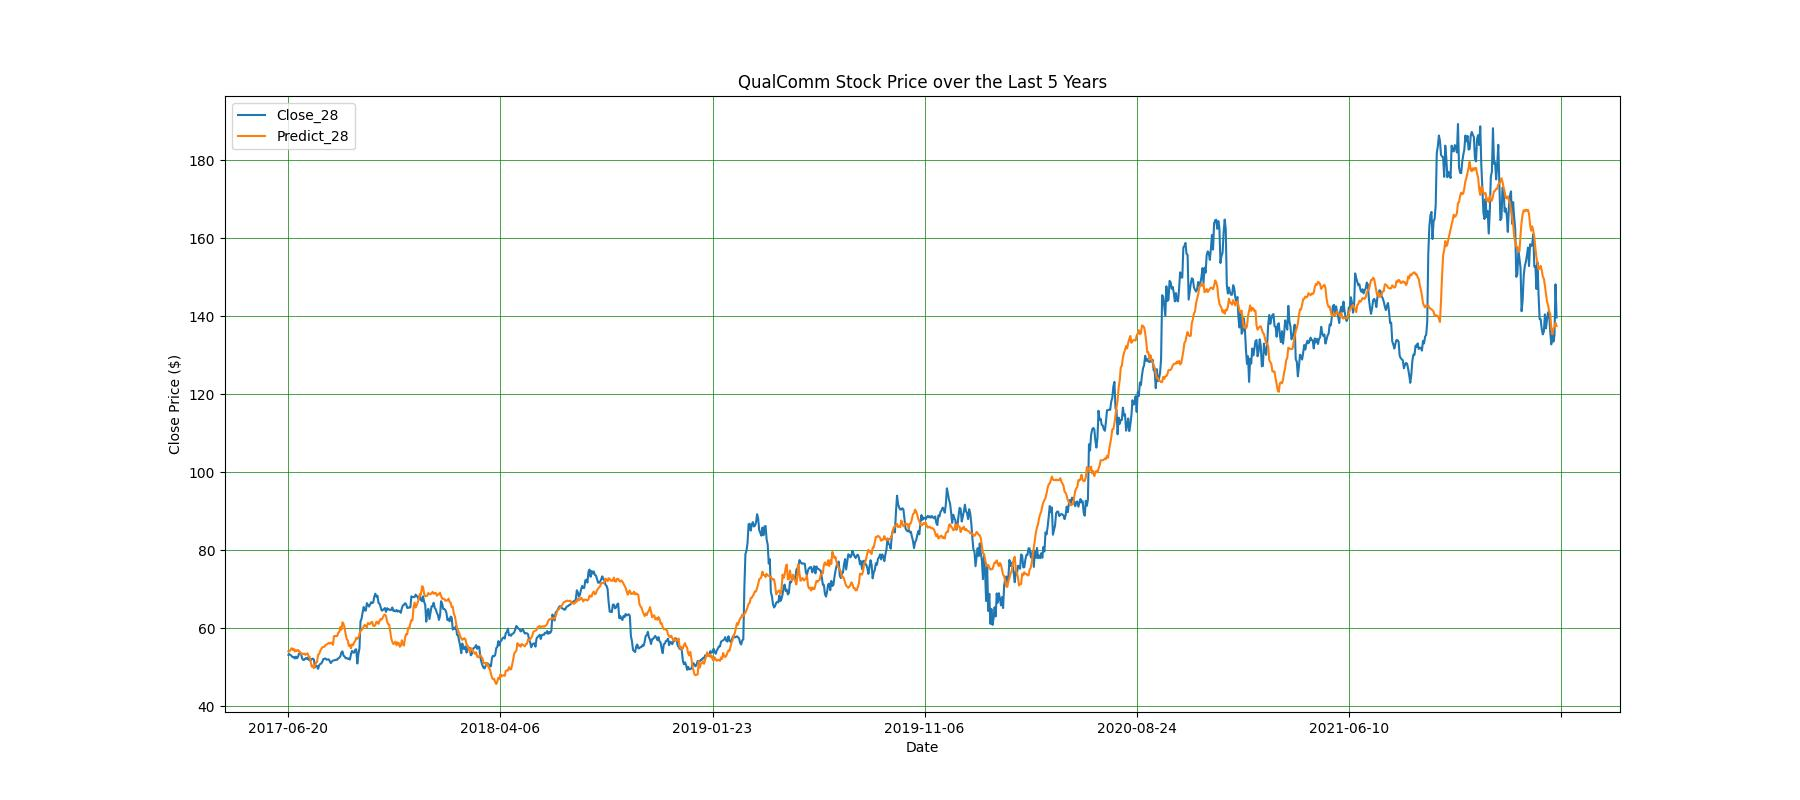 QualComm Stock Price over the Last 5 Years
Close_28
Predict_28
180
160
140
120
100
80
60
40
Close Price ($)
2017-06-20 2018-04-06 2019-01-23 2019-11-06 2020-08-24 2021-06-10
Date